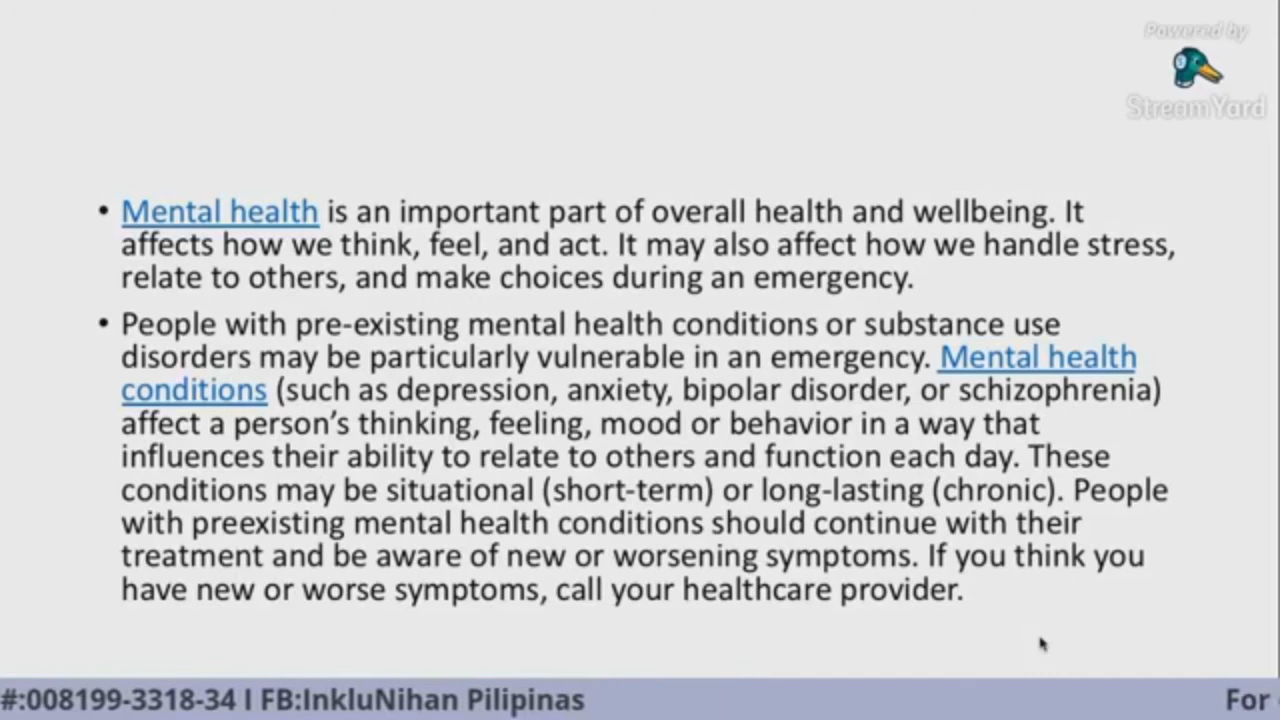 Powered by
StreamYard
• Mental health is an important part of overall health and wellbeing. It
affects how we think, feel, and act. It may also affect how we handle stress,
relate to others, and make choices during an emergency.
• People with pre-existing mental health conditions or substance use
disorders may be particularly vulnerable in an emergency. Mental health
conditions (such as depression, anxiety, bipolar disorder, or schizophrenia)
affect a person’s thinking, feeling, mood or behavior in a way that
influences their ability to relate to others and function each day. These
conditions may be situational (short-term) or long-lasting (chronic). People
with preexisting mental health conditions should continue with their
treatment and be aware of new or worsening symptoms. If you think you
have new or worse symptoms, call your healthcare provider.
#:008199-3318-34 I FB:InkluNihan Pilipinas For